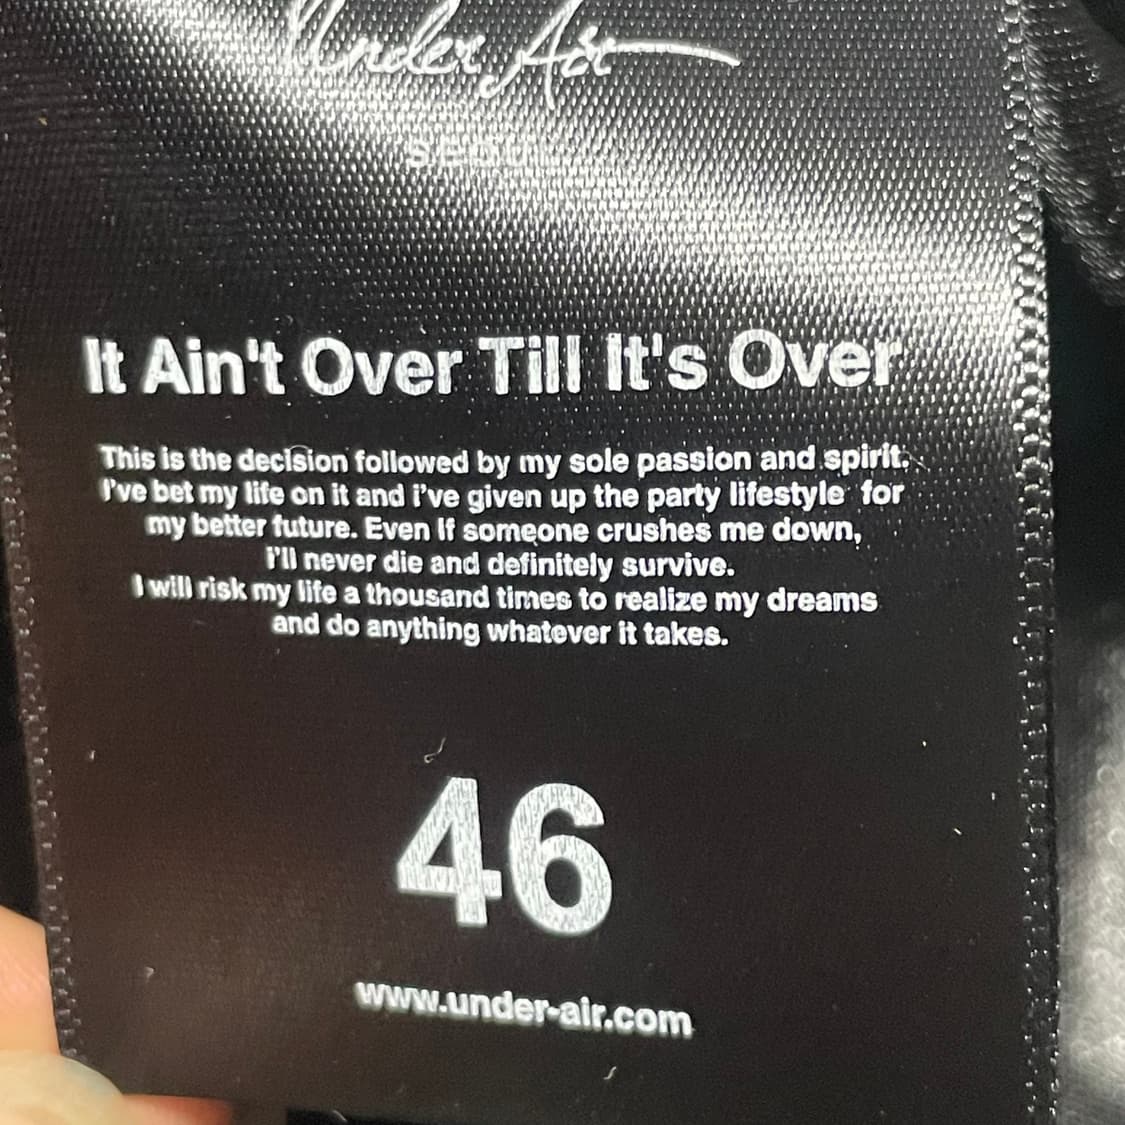 Under Air
SEOUL
It Ain't Over Till It's Over
This is the decision followed by my sole passion and spirit.
I've bet my life on it and i've given up the party lifestyle for
my better future. Even if someone crushes me down,
i'll never die and definitely survive.
I will risk my life a thousand times to realize my dreams
and do anything whatever it takes.
46
www.under-air.com